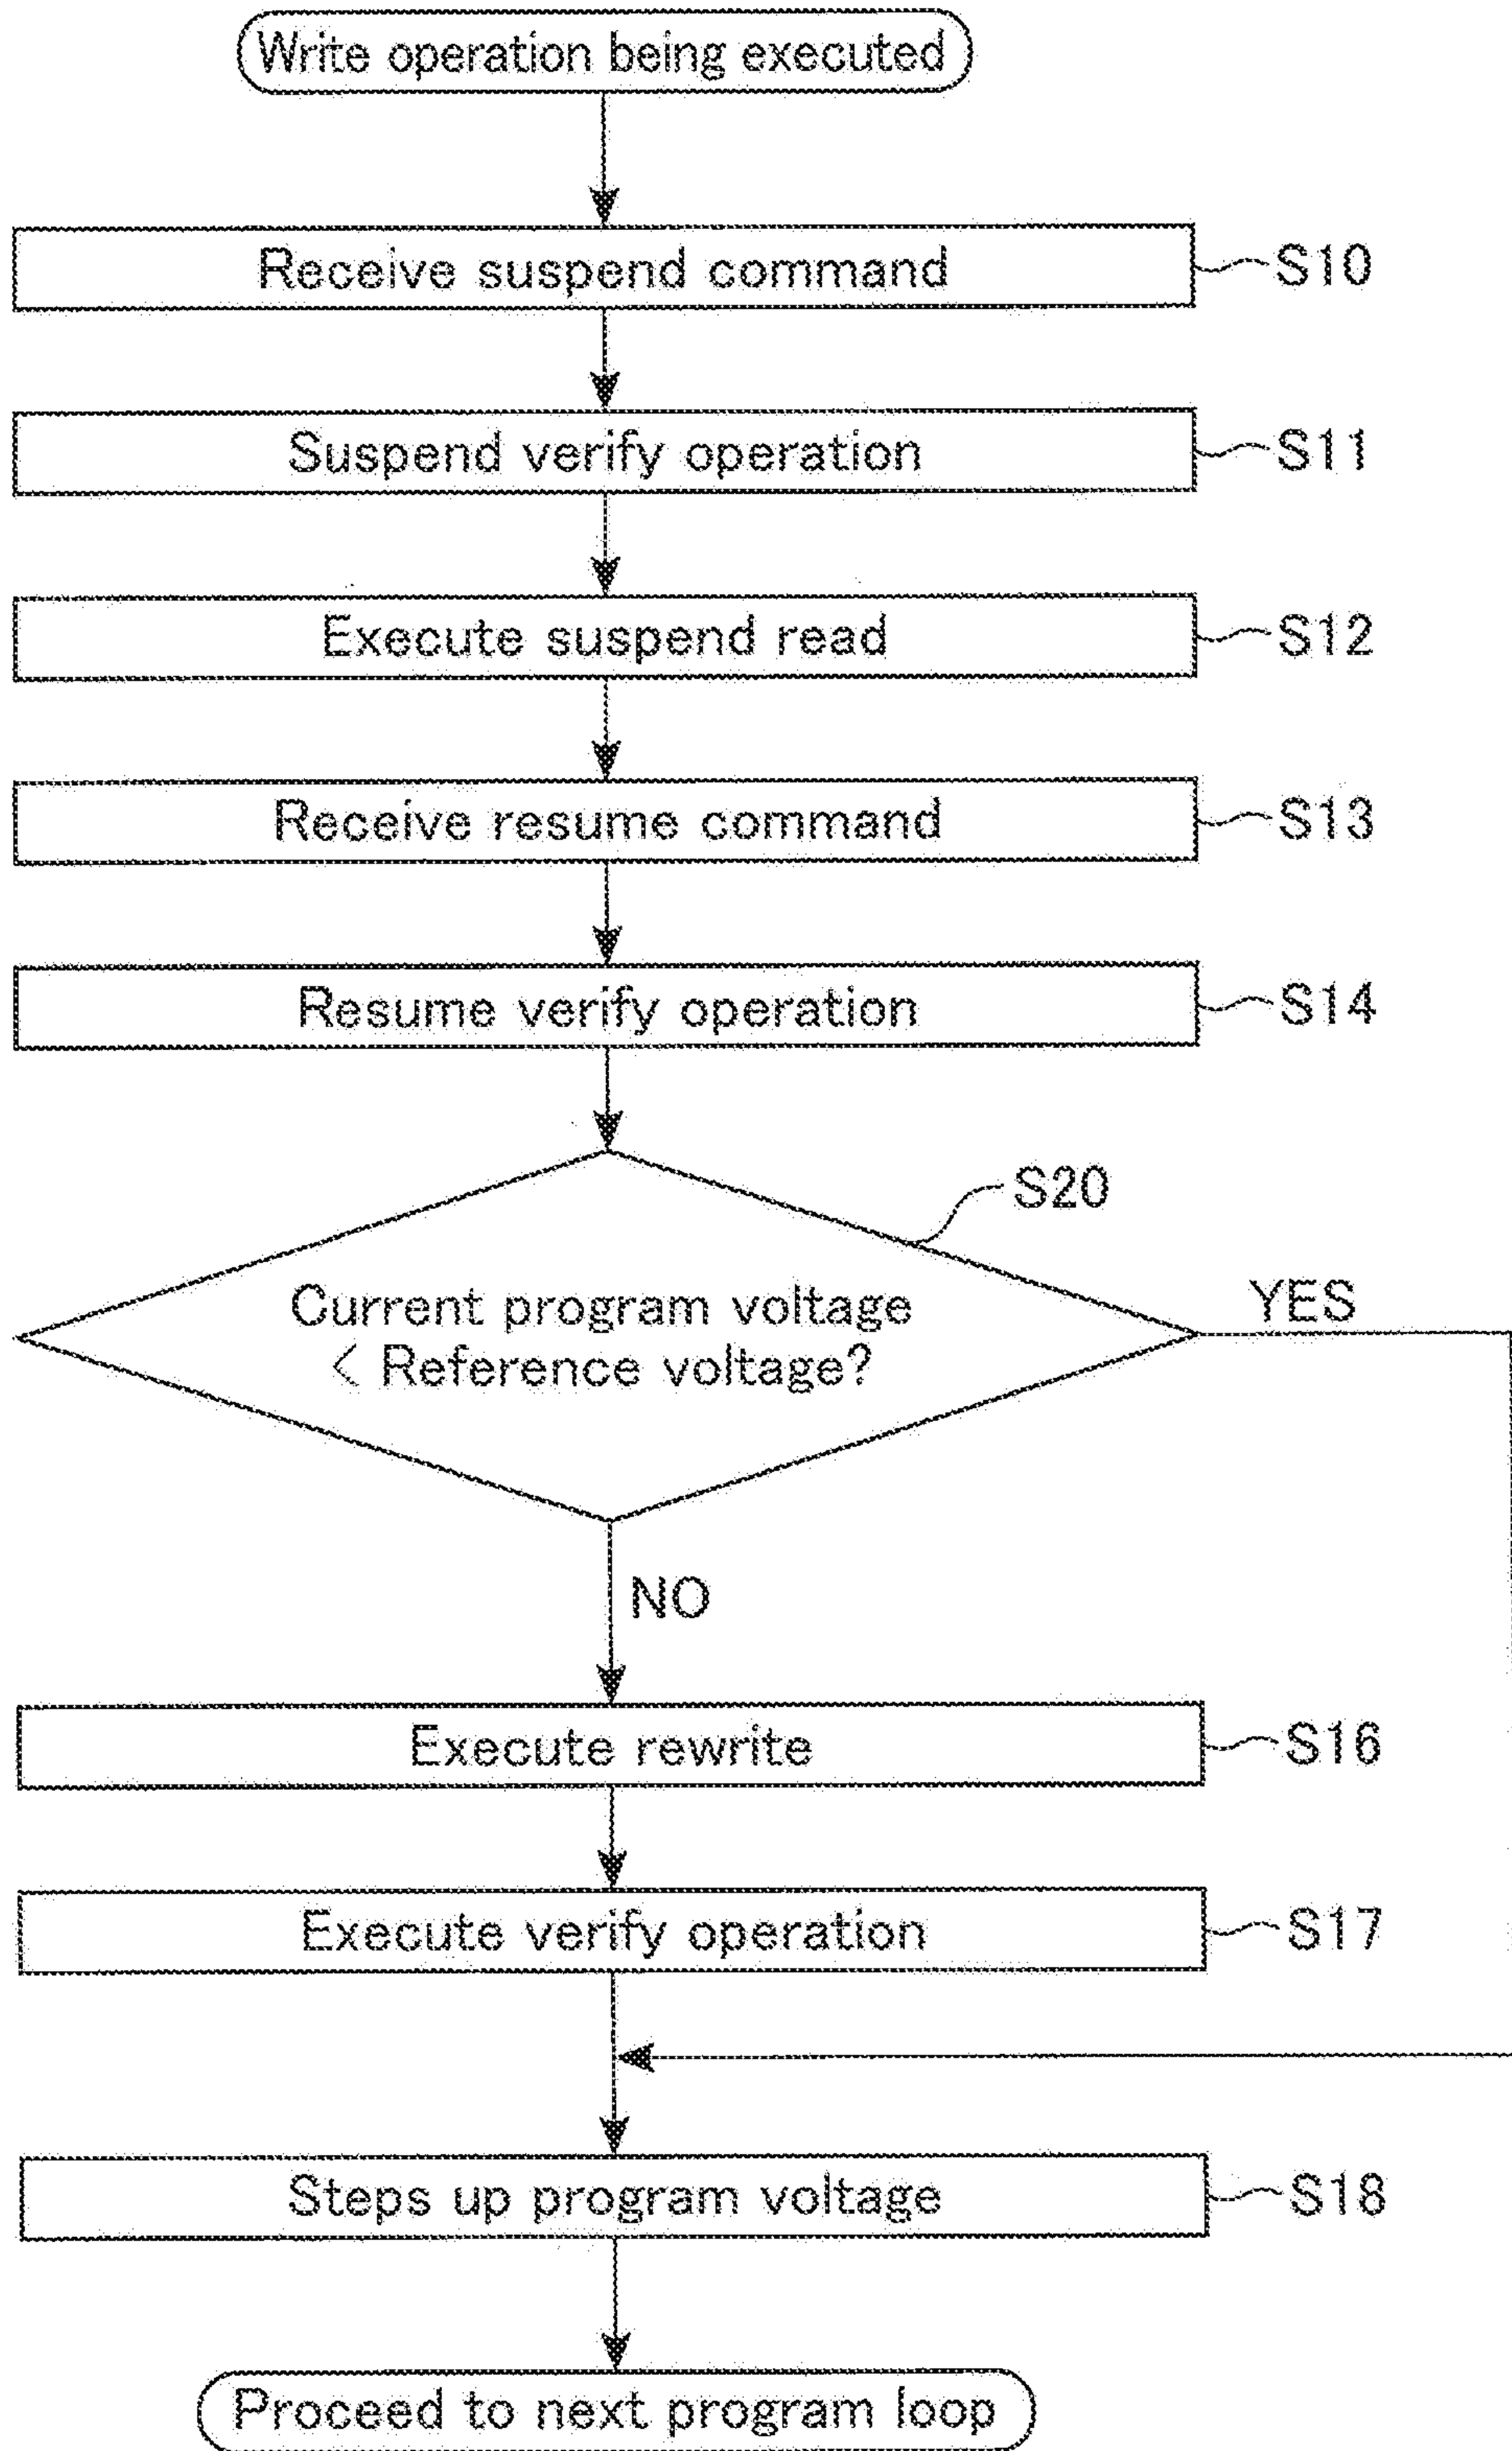 Write operation being executed
Receive suspend command
S10
Suspend verify operation
S11
Execute suspend read
S12
Receive resume command
S13
Resume verify operation
S14
S20
Current program voltage
< Reference voltage?
YES
NO
Execute rewrite
S16
Execute verify operation
S17
Steps up program voltage
S18
Proceed to next program loop